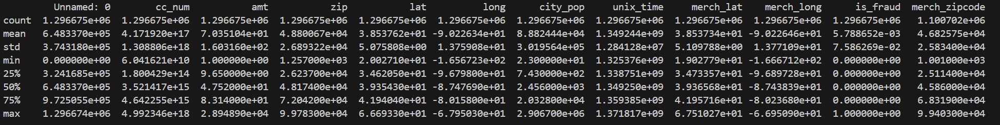 Unnamed: 0 cc_num amt zip lat long city_pop unix_time merch_lat merch_long is_fraud merch_zipcode
count 1.296675e+06 1.296675e+06 1.296675e+06 1.296675e+06 1.296675e+06 1.296675e+06 1.296675e+06 1.296675e+06 1.296675e+06 1.296675e+06 1.296675e+06 1.100702e+06
mean 6.483370e+05 4.171920e+17 7.035104e+01 4.880067e+04 3.853762e+01 -9.022634e+01 8.882444e+04 1.349244e+09 3.853734e+01 -9.022646e+01 5.788652e-03 4.682575e+04
std 3.743180e+05 1.308806e+18 1.603160e+02 2.689322e+04 5.075808e+00 1.375908e+01 3.019564e+05 1.284128e+07 5.109788e+00 1.377109e+01 7.586269e-02 2.583400e+04
min 0.000000e+00 6.041621e+10 1.000000e+00 1.257000e+03 2.002710e+01 -1.656723e+02 2.300000e+01 1.325376e+09 1.902779e+01 -1.666712e+02 0.000000e+00 1.001000e+03
25% 3.241685e+05 1.800429e+14 9.650000e+00 2.623700e+04 3.462050e+01 -9.679800e+01 7.430000e+02 1.338751e+09 3.473357e+01 -9.689728e+01 0.000000e+00 2.511400e+04
50% 6.483370e+05 3.521417e+15 4.752000e+01 4.817400e+04 3.935430e+01 -8.747690e+01 2.456000e+03 1.349250e+09 3.936568e+01 -8.743839e+01 0.000000e+00 4.586000e+04
75% 9.725055e+05 4.642255e+15 8.314000e+01 7.204200e+04 4.194040e+01 -8.015800e+01 2.032800e+04 1.359385e+09 4.195716e+01 -8.023680e+01 0.000000e+00 6.831900e+04
max 1.296674e+06 4.992346e+18 2.894890e+04 9.978300e+04 6.669330e+01 -6.795030e+01 2.906700e+06 1.371817e+09 6.751027e+01 -6.695090e+01 1.000000e+00 9.940300e+04